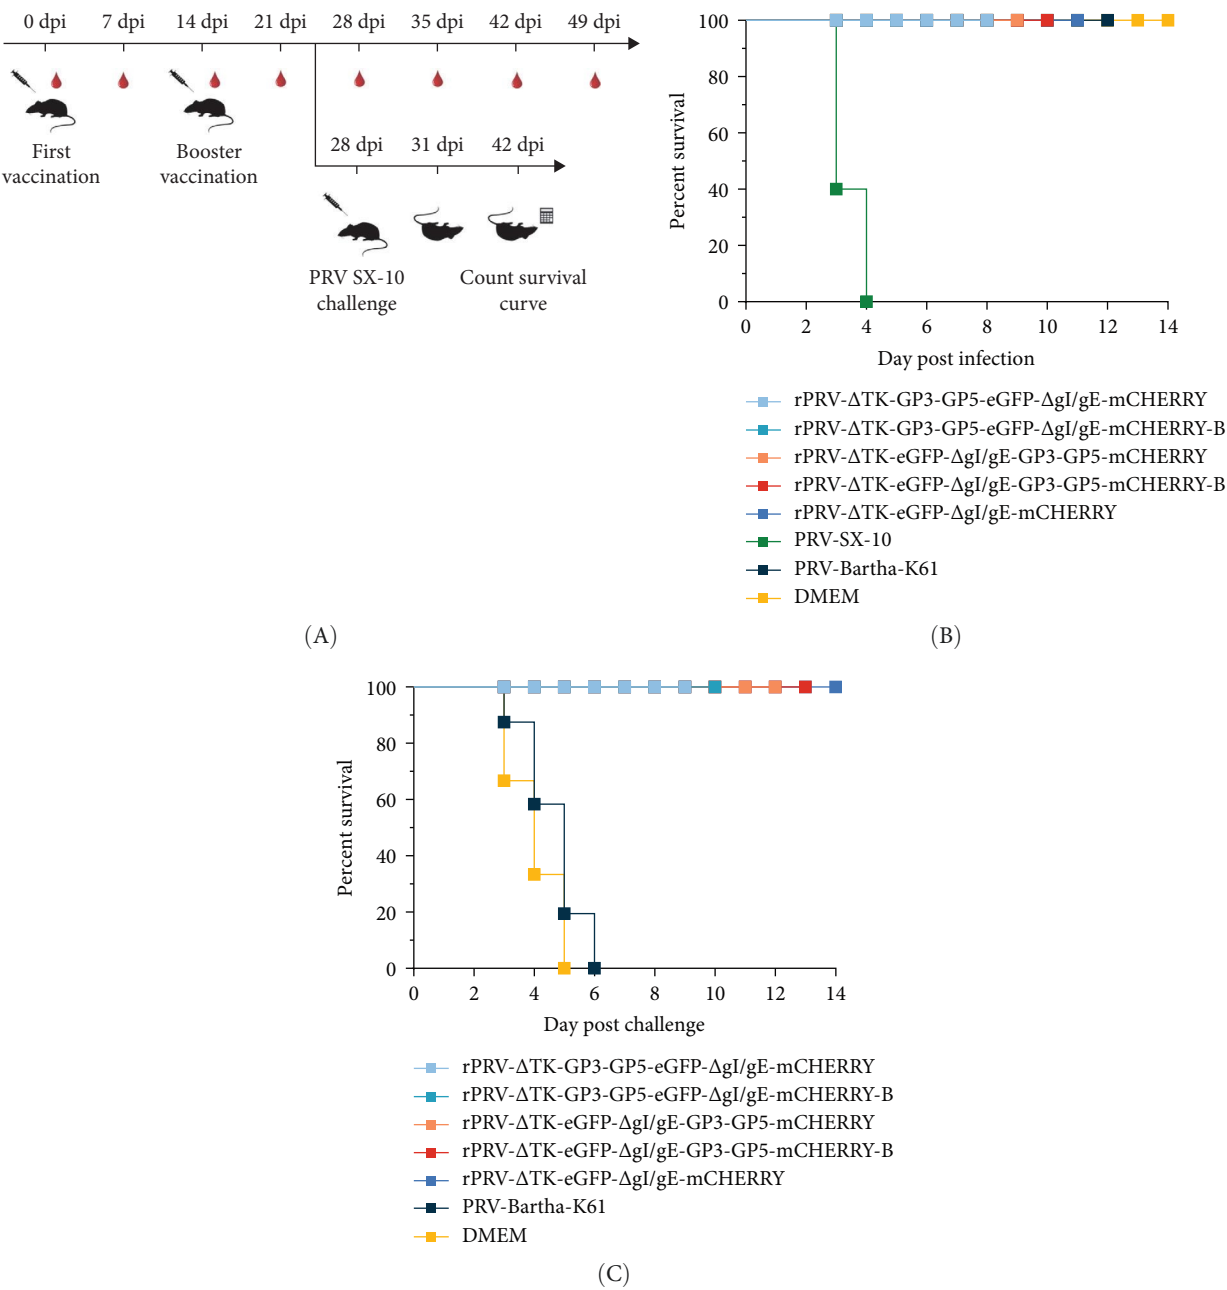 0 dpi 7 dpi 14 dpi 21 dpi 28 dpi 35 dpi 42 dpi 49 dpi
First
vaccination
Booster
vaccination
28 dpi 31 dpi 42 dpi
PRV SX-10
challenge
Count survival
curve
(A)
100
80
60
40
20
0
Percent survival
0 2 4 6 8 10 12 14
Day post infection
rPRV-ΔTK-GP3-GP5-eGFP-ΔgI/gE-mCHERRY
rPRV-ΔTK-GP3-GP5-eGFP-ΔgI/gE-mCHERRY-B
rPRV-ΔTK-eGFP-ΔgI/gE-GP3-GP5-mCHERRY
rPRV-ΔTK-eGFP-ΔgI/gE-GP3-GP5-mCHERRY-B
rPRV-ΔTK-eGFP-ΔgI/gE-mCHERRY
PRV-SX-10
PRV-Bartha-K61
DMEM
(B)
100
80
60
40
20
0
Percent survival
0 2 4 6 8 10 12 14
Day post challenge
rPRV-ΔTK-GP3-GP5-eGFP-ΔgI/gE-mCHERRY
rPRV-ΔTK-GP3-GP5-eGFP-ΔgI/gE-mCHERRY-B
rPRV-ΔTK-eGFP-ΔgI/gE-GP3-GP5-mCHERRY
rPRV-ΔTK-eGFP-ΔgI/gE-GP3-GP5-mCHERRY-B
rPRV-ΔTK-eGFP-ΔgI/gE-mCHERRY
PRV-Bartha-K61
DMEM
(C)